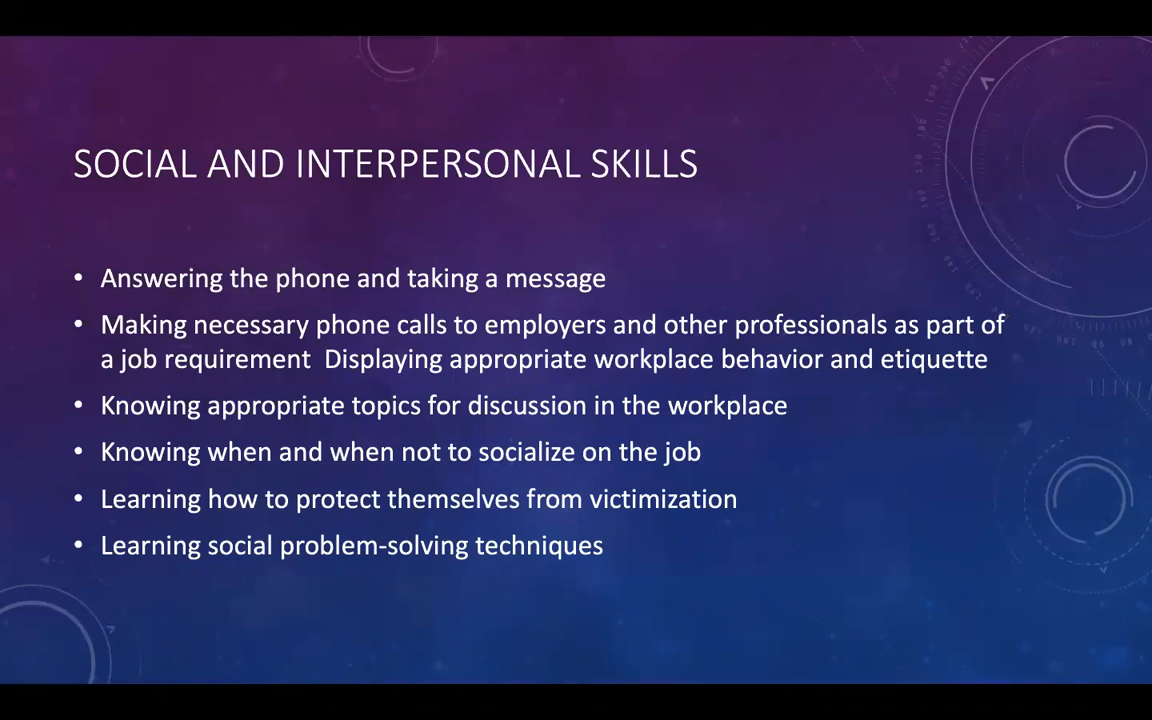 SOCIAL AND INTERPERSONAL SKILLS
• Answering the phone and taking a message
• Making necessary phone calls to employers and other professionals as part of
a job requirement  Displaying appropriate workplace behavior and etiquette
• Knowing appropriate topics for discussion in the workplace
• Knowing when and when not to socialize on the job
• Learning how to protect themselves from victimization
• Learning social problem-solving techniques